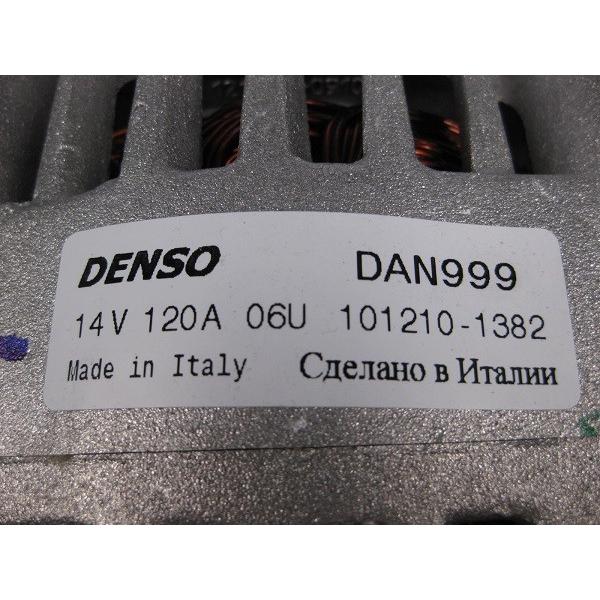 DENSO DAN999
14V 120A 06U 101210-1382
Made in Italy Сделано в Италии